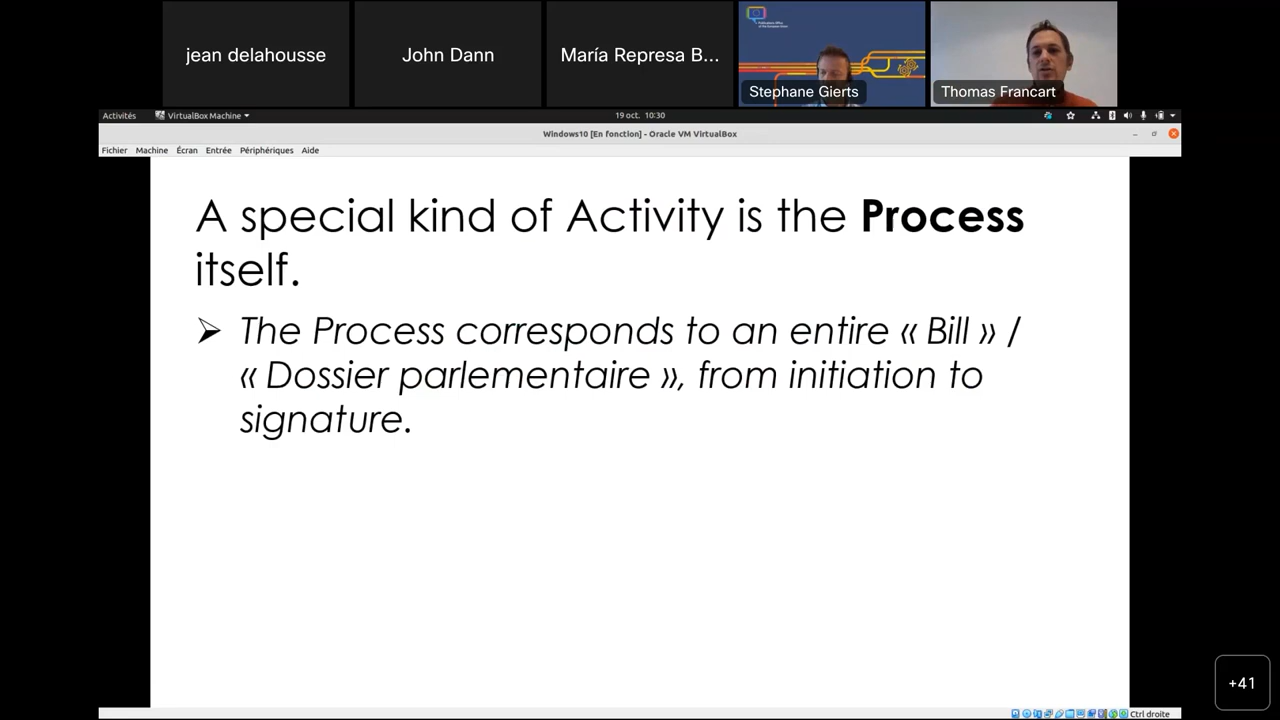 jean delahousse
John Dann
María Represa B...
Stephane Gierts
Thomas Francart
Activités
VirtualBox Machine
19 oct. 10:30
Windows10 [En fonction] - Oracle VM VirtualBox
Fichier Machine Écran Entrée Périphériques Aide
A special kind of Activity is the Process
itself.
The Process corresponds to an entire « Bill » /
« Dossier parlementaire », from initiation to
signature.
+41
Ctrl droite